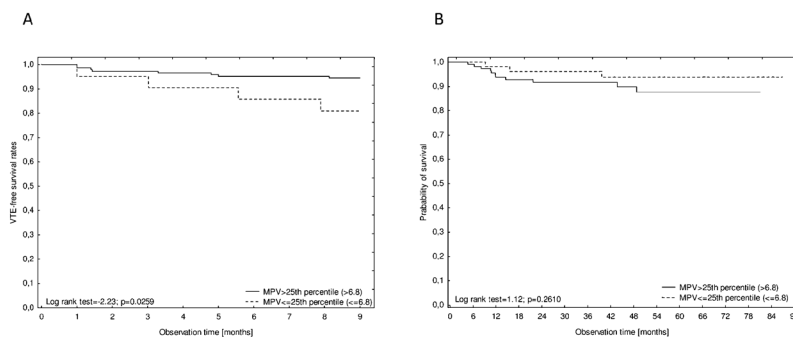 A
B
1,0
0,9
0,8
0,7
0,6
0,5
0,4
0,3
0,2
0,1
0,0
VTE-free survival rates
Log rank test=-2.23; p=0.0259
MPV>25th percentile (>6.8)
MPV<=25th percentile (<=6.8)
0 1 2 3 4 5 6 7 8 9
Observation time [months]
1,0
0,9
0,8
0,7
0,6
0,5
0,4
0,3
0,2
0,1
0,0
Prabability of survival
Log rank test=1.12; p=0.2610
MPV>25th percentile (>6.8)
MPV<=25th percentile (<=6.8)
0 6 12 18 24 30 36 42 48 54 60 66 72 78 84 90
Observation time [months]